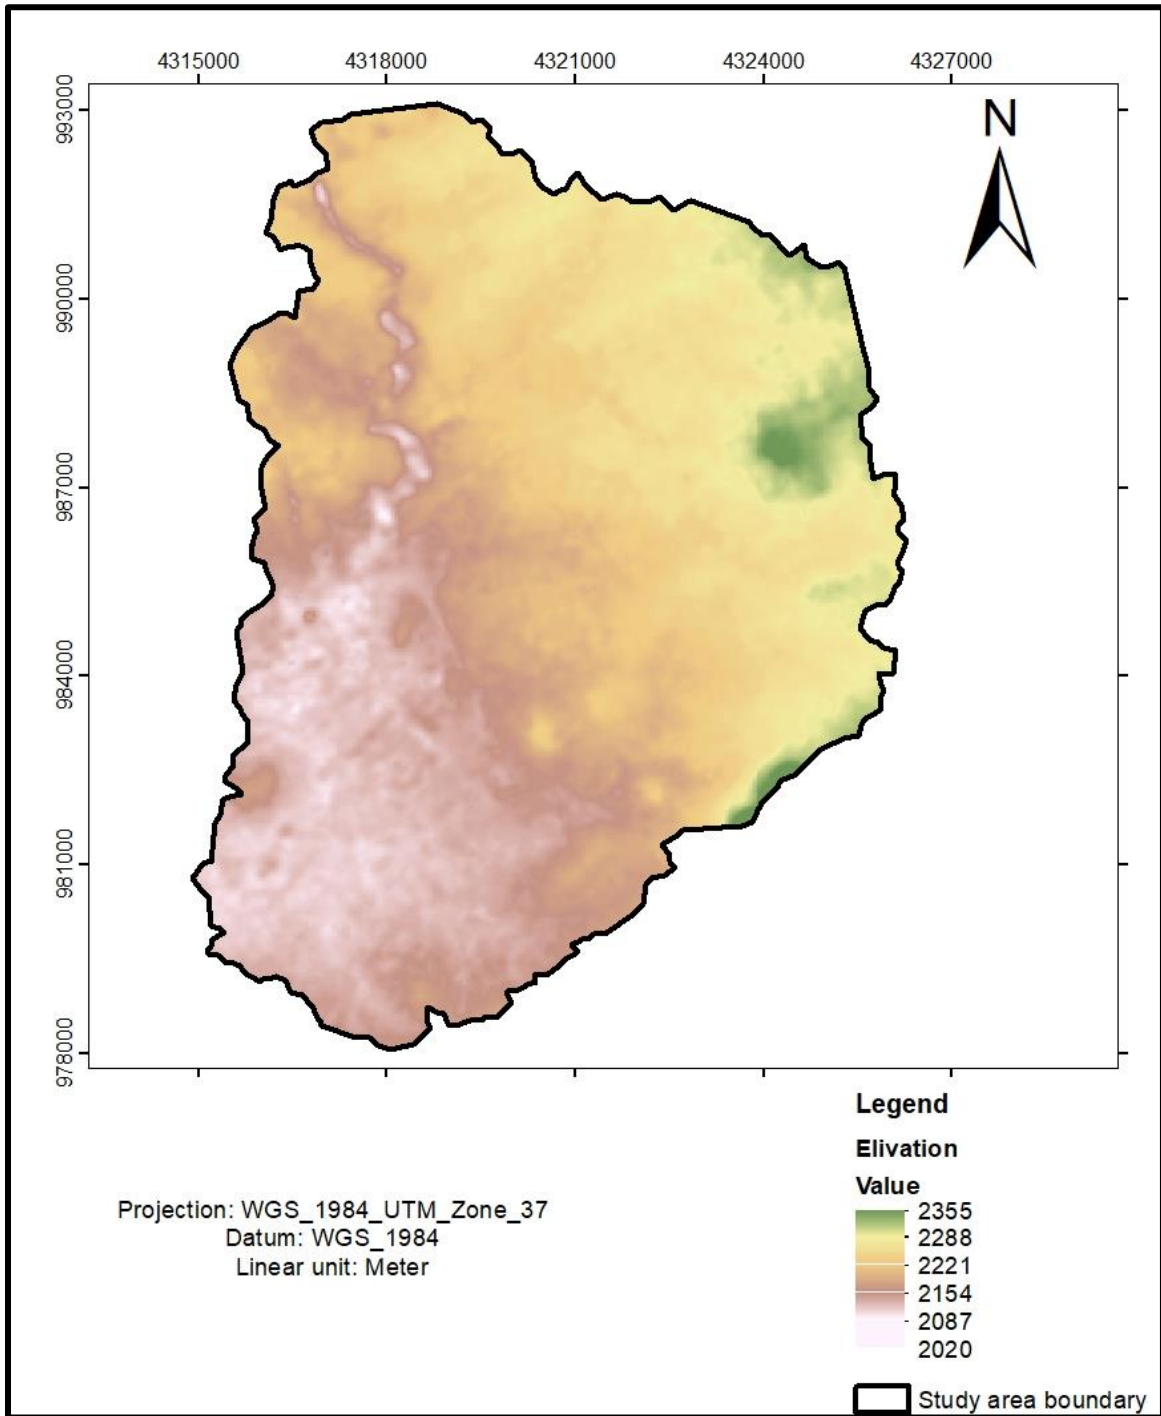 4315000 4318000 4321000 4324000 4327000
N
993000
990000
987000
984000
981000
978000
Legend
Elivation
Value
2355
2288
2221
2154
2087
2020
Study area boundary
Projection: WGS_1984_UTM_Zone_37
Datum: WGS_1984
Linear unit: Meter